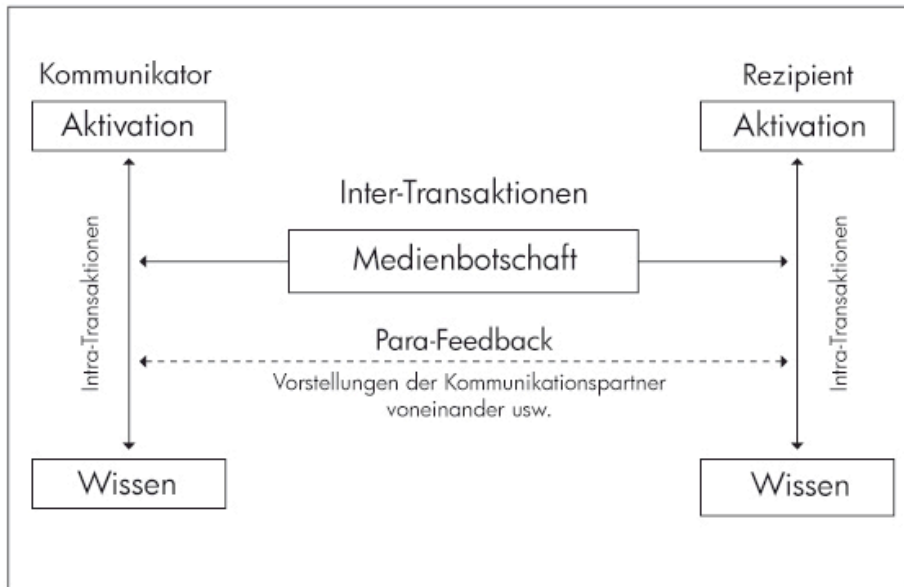 Kommunikator
Rezipient
Aktivation
Aktivation
Inter-Transaktionen
Medienbotschaft
Intra-Transaktionen
Intra-Transaktionen
Para-Feedback
Vorstellungen der Kommunikationspartner
voneinander usw.
Wissen
Wissen